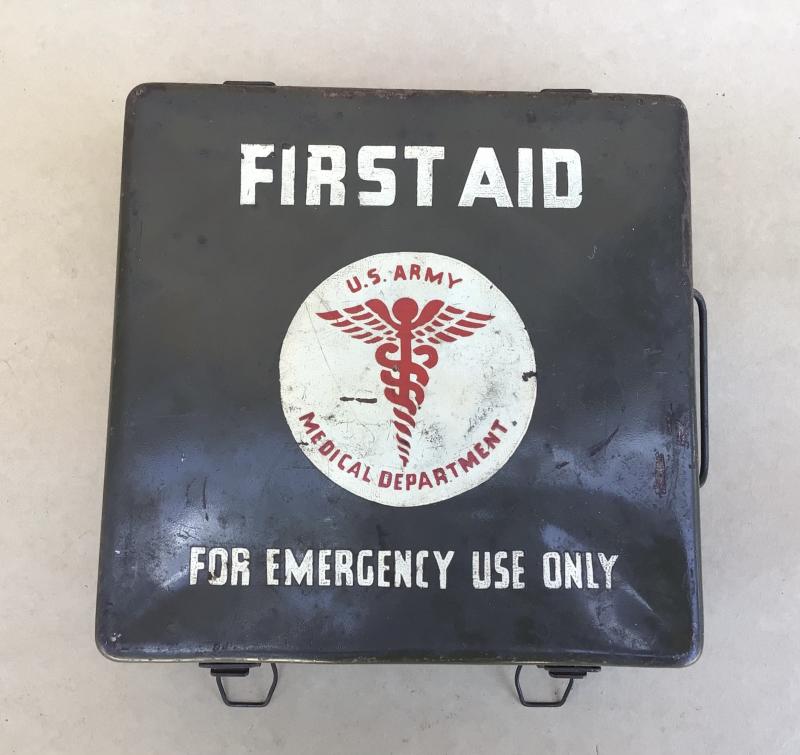 FIRST AID
U.S. ARMY
MEDICAL DEPARTMENT
FOR EMERGENCY USE ONLY